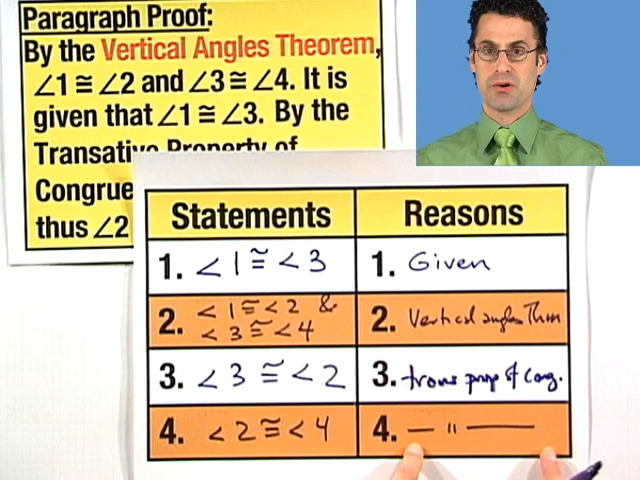 Paragraph Proof:
By the Vertical Angles Theorem,
∠1 ≅ ∠2 and ∠3 ≅ ∠4. It is
given that ∠1 ≅ ∠3. By the
Transative Property of
Congrue
thus ∠2
Statements Reasons
1. ∠1 ≅ ∠3 1. Given
2. ∠1 ≅ ∠2 & ∠3 ≅ ∠4 2. Vertical angles Thm
3. ∠3 ≅ ∠2 3. trans prop of cong.
4. ∠2 ≅ ∠4 4. — " —